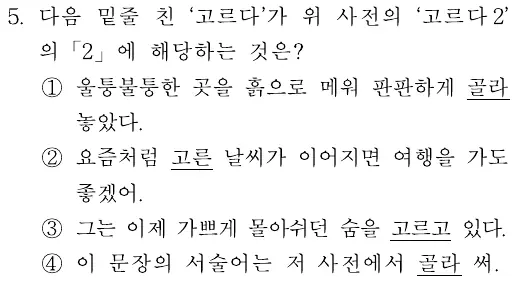 5. 다음 밑줄 친 ‘고르다’가 위 사전의 ‘고르다2’
의 「2」에 해당하는 것은?
① 울퉁불퉁한 곳을 흙으로 메워 판판하게 골라
놓았다.
② 요즘처럼 고른 날씨가 이어지면 여행을 가도
좋겠어.
③ 그는 이제 가쁘게 몰아쉬던 숨을 고르고 있다.
④ 이 문장의 서술어는 저 사전에서 골라 써.